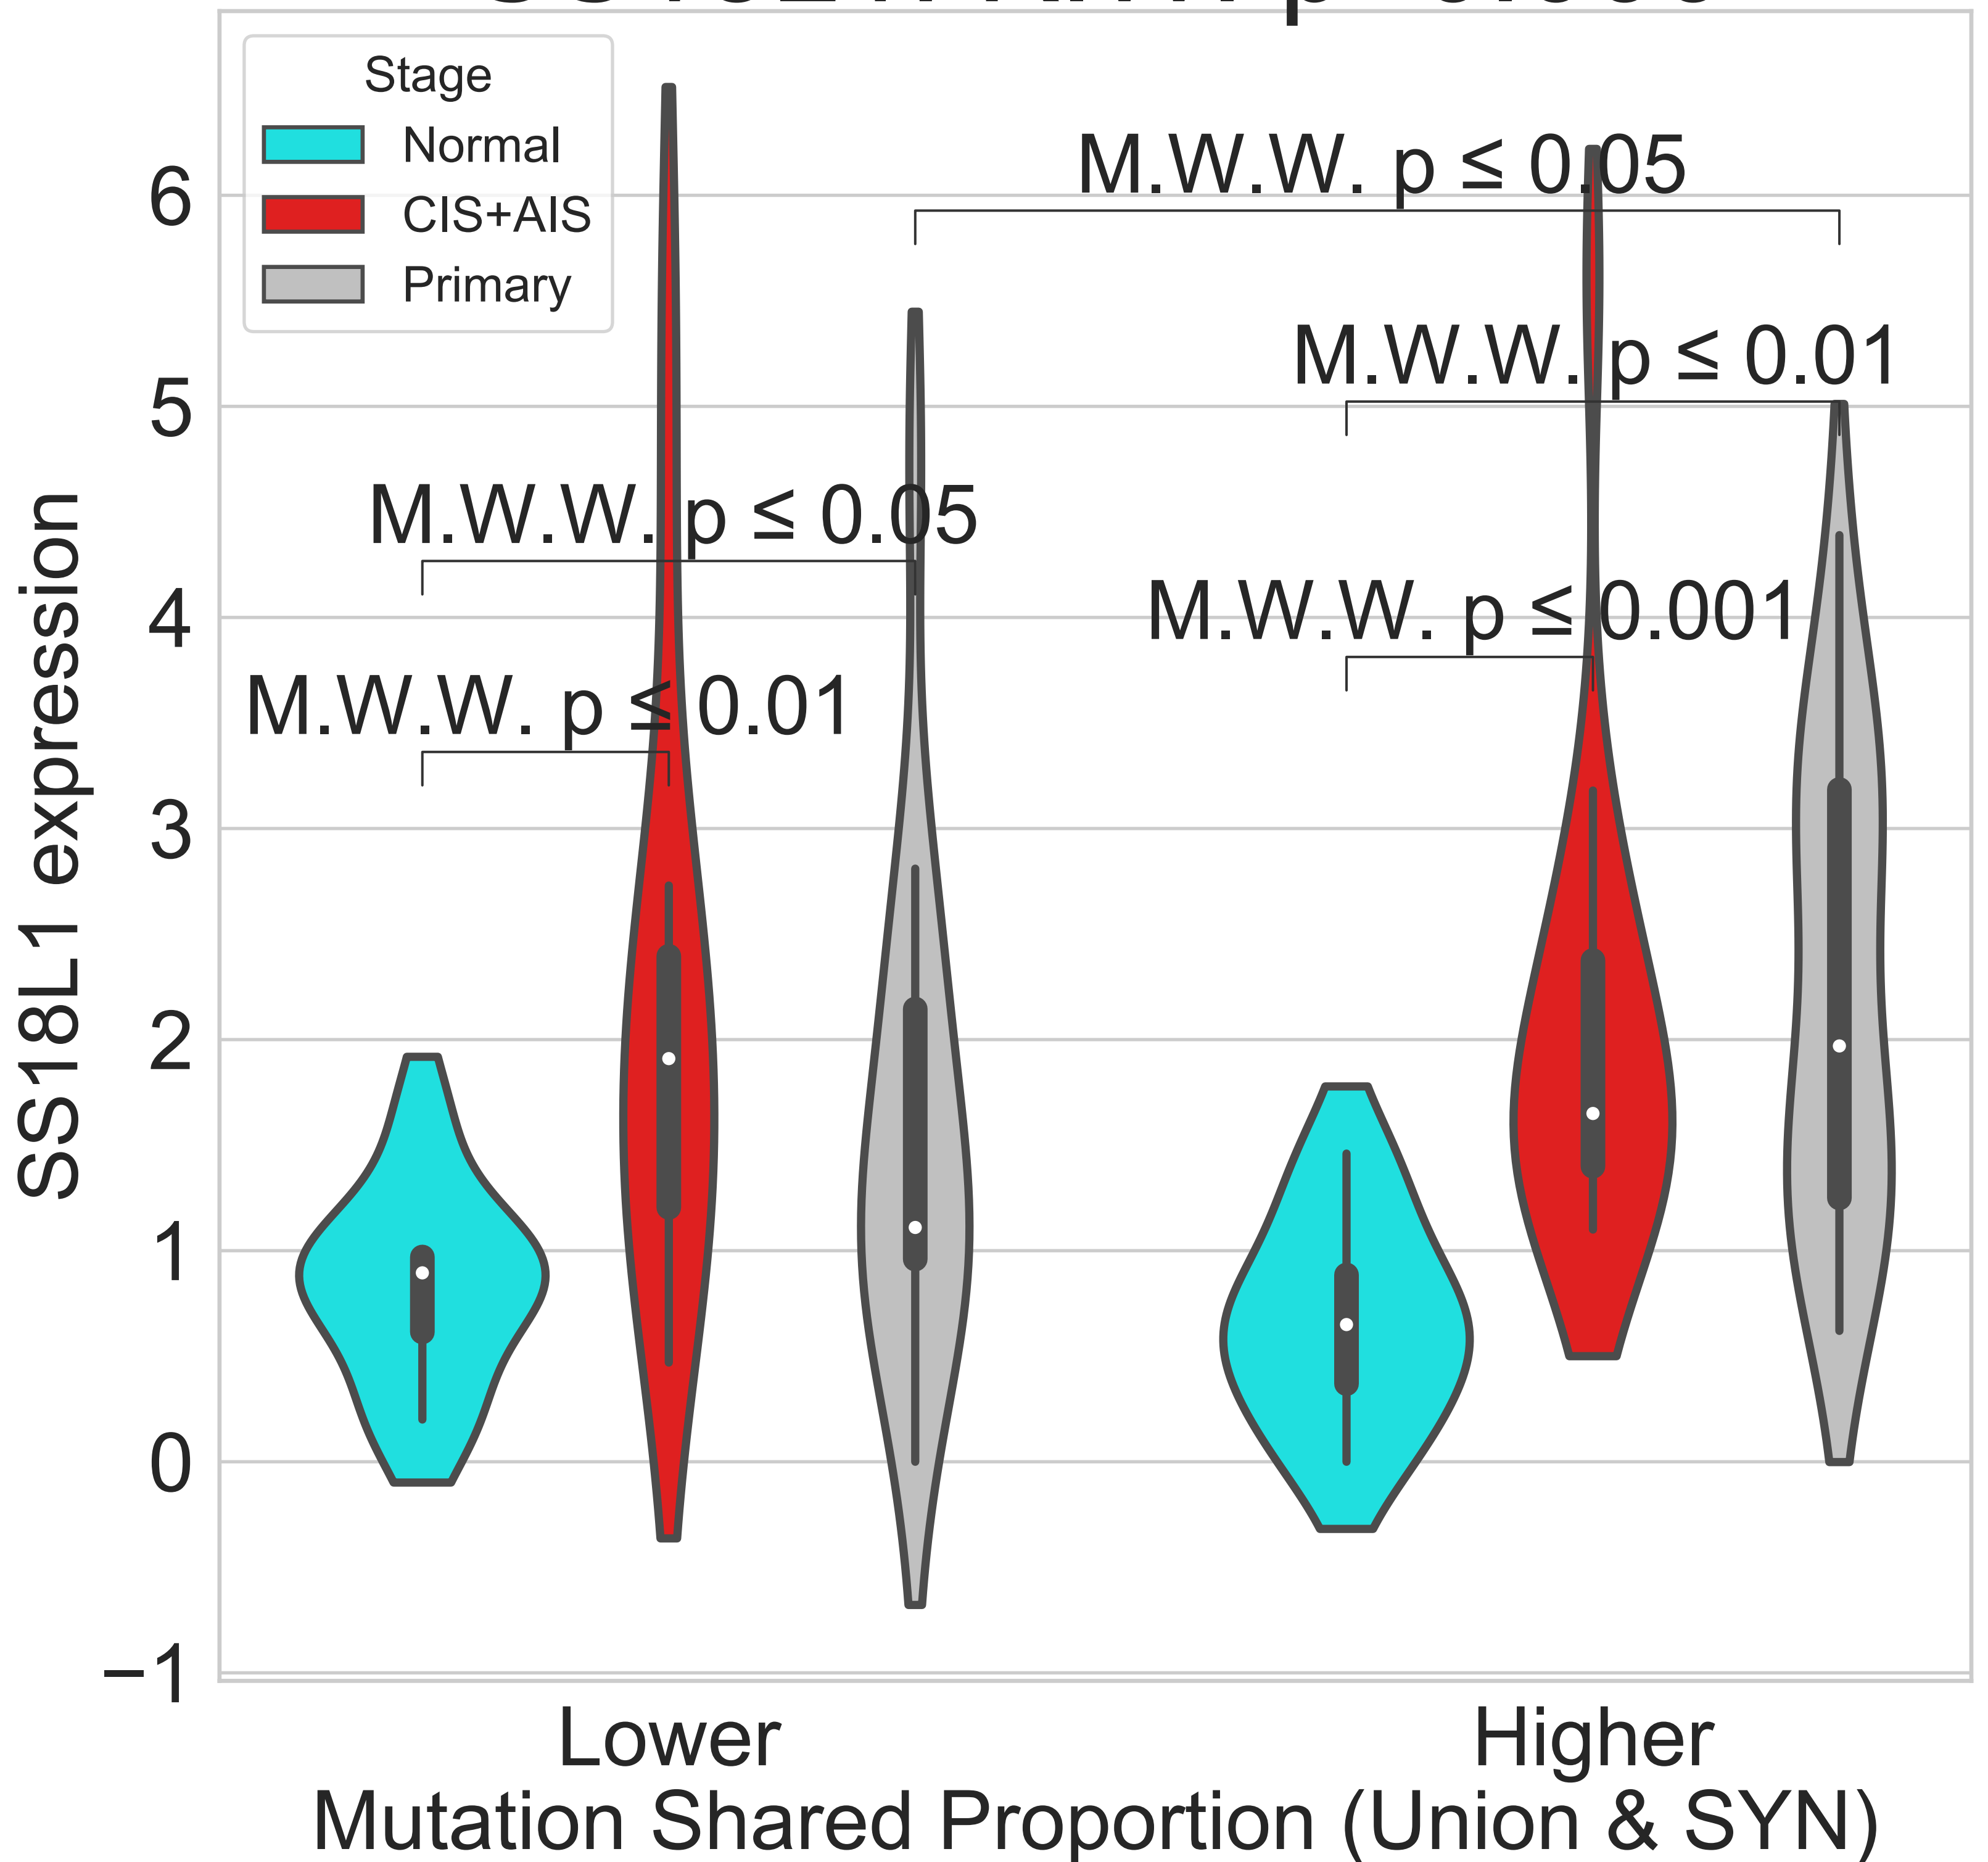 Stage
Normal
CIS+AIS
Primary
M.W.W. p ≤ 0.05
M.W.W. p ≤ 0.01
M.W.W. p ≤ 0.05
M.W.W. p ≤ 0.001
M.W.W. p ≤ 0.01
6
5
4
3
2
1
0
−1
SS18L1 expression
Lower
Higher
Mutation Shared Proportion (Union & SYN)